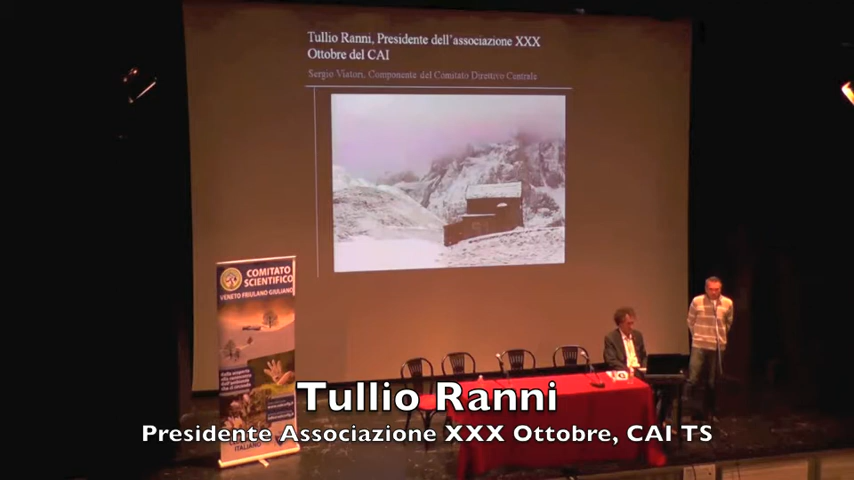 Tullio Ranni, Presidente dell'associazione XXX
Ottobre del CAI
Sergio Viatori, Componente del Comitato Direttivo Centrale
COMITATO
SCIENTIFICO
VENETO FRIULANO GIULIANO
ITALIANO
Tullio Ranni
Presidente Associazione XXX Ottobre, CAI TS